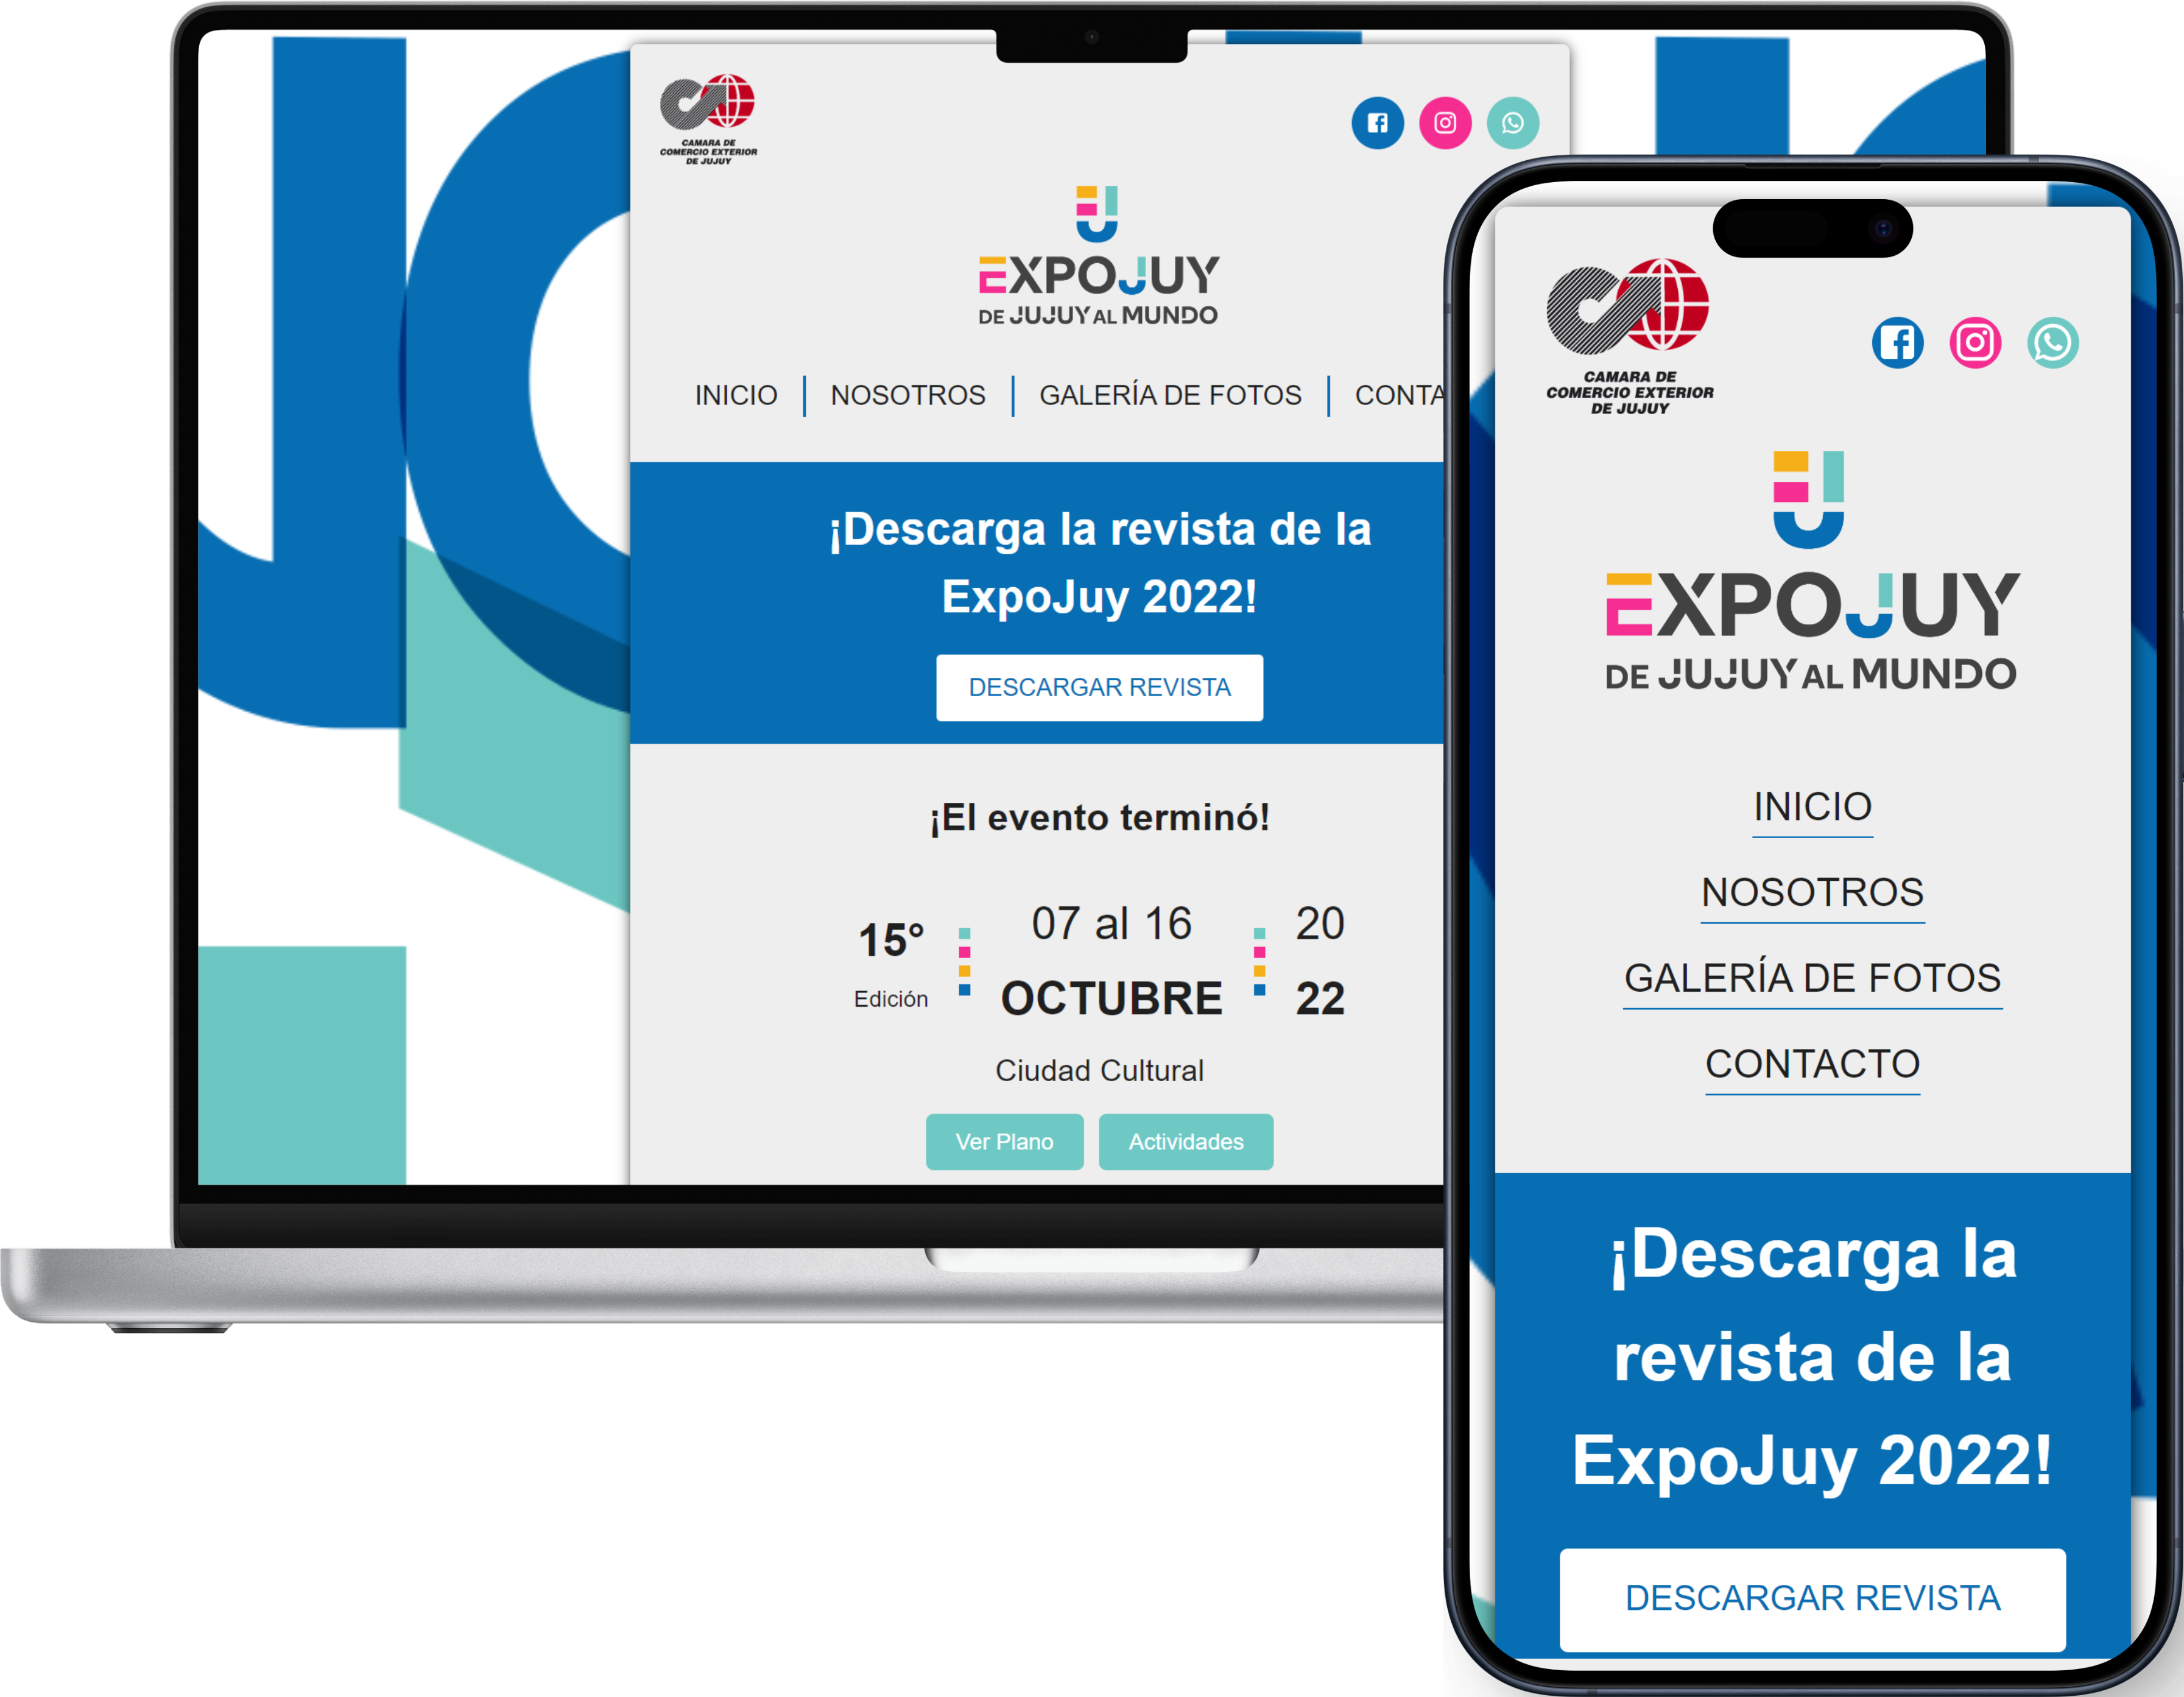 CAMARA DE
COMERCIO EXTERIOR
DE JUJUY
EXPOJUY
DE JUJUY AL MUNDO
INICIO
NOSOTROS
GALERÍA DE FOTOS
CONTA
¡Descarga la revista de la
ExpoJuy 2022!
DESCARGAR REVISTA
¡El evento terminó!
15°
Edición
07 al 16
OCTUBRE
20
22
Ciudad Cultural
Ver Plano
Actividades
CAMARA DE
COMERCIO EXTERIOR
DE JUJUY
EXPOJUY
DE JUJUY AL MUNDO
INICIO
NOSOTROS
GALERÍA DE FOTOS
CONTACTO
¡Descarga la
revista de la
ExpoJuy 2022!
DESCARGAR REVISTA